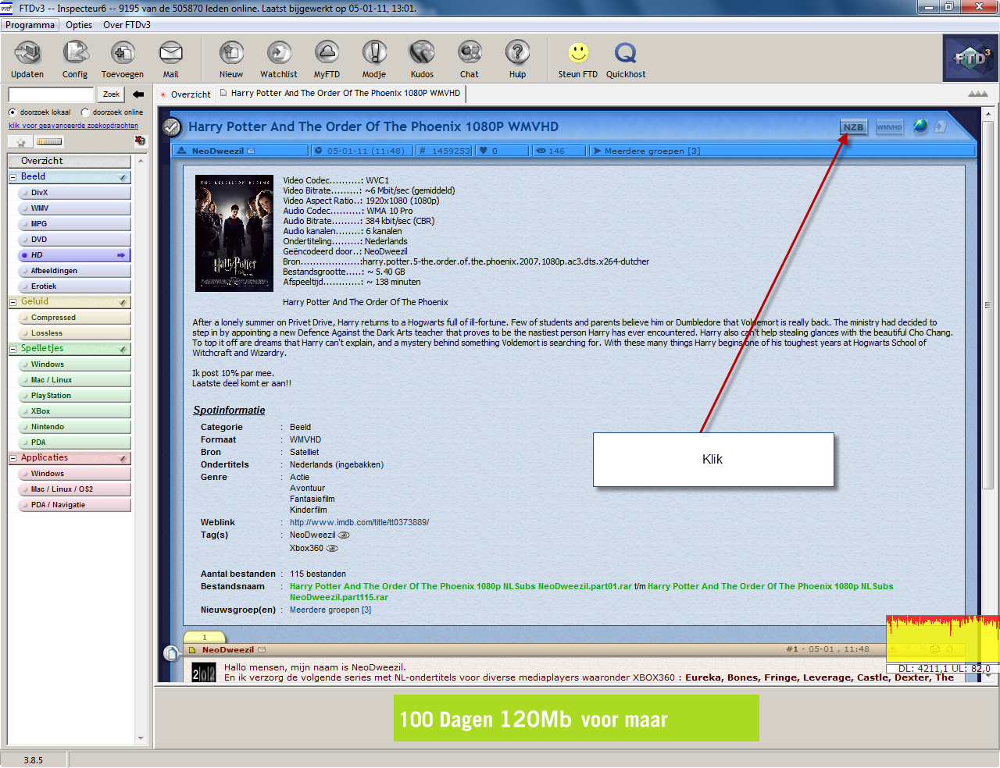 FTDv3 -- Inspecteur6 -- 9195 van de 505870 leden online. Laatst bijgewerkt op 05-01-11, 13:01.
Programma Opties Over FTDv3
Updaten Config Toevoegen Mail Nieuw Watchlist MyFTD Modje Kudos Chat Hulp Steun FTD Quickhost
FTD 3
Zoek
doorzoek lokaal doorzoek online
klik voor geavanceerde zoekopdrachten
Overzicht
Beeld
DivX
WMV
MPG
DVD
HD
Afbeeldingen
Erotiek
Geluid
Compressed
Lossless
Spelletjes
Windows
Mac / Linux
PlayStation
XBox
Nintendo
PDA
Applicaties
Windows
Mac / Linux / OS2
PDA / Navigatie
Overzicht Harry Potter And The Order Of The Phoenix 1080P WMVHD
Harry Potter And The Order Of The Phoenix 1080P WMVHD NZB WMVHD
NeoDweezil 05-01-11 (11:48) # 1459253 0 146 Meerdere groepen [3]
THE REBELLION BEGINS
Harry Potter
Video Codec..........: WVC1
Video Bitrate.........: ~6 Mbit/sec (gemiddeld)
Video Aspect Ratio..: 1920x1080 (1080p)
Audio Codec..........: WMA 10 Pro
Audio Bitrate.........: 384 kbit/sec (CBR)
Audio kanalen........: 6 kanalen
Ondertiteling.........: Nederlands
Geëncodeerd door..: NeoDweezil
Bron...................:harry.potter.5-the.order.of.the.phoenix.2007.1080p.ac3.dts.x264-dutcher
Bestandsgrootte.....: ~ 5.40 GB
Afspeeltijd............: ~ 138 minuten
Harry Potter And The Order Of The Phoenix
After a lonely summer on Privet Drive, Harry returns to a Hogwarts full of ill-fortune. Few of students and parents believe him or Dumbledore that Voldemort is really back. The ministry had decided to
step in by appointing a new Defence Against the Dark Arts teacher that proves to be the nastiest person Harry has ever encountered. Harry also can't help stealing glances with the beautiful Cho Chang.
To top it off are dreams that Harry can't explain, and a mystery behind something Voldemort is searching for. With these many things Harry begins one of his toughest years at Hogwarts School of
Witchcraft and Wizardry.
Ik post 10% par mee.
Laatste deel komt er aan!!
Spotinformatie
Categorie : Beeld
Formaat : WMVHD
Bron : Satelliet
Ondertitels : Nederlands (ingebakken)
Genre : Actie
Avontuur
Fantasiefilm
Kinderfilm
Weblink : http://www.imdb.com/title/tt0373889/
Tag(s) : NeoDweezil
Xbox360
Aantal bestanden : 115 bestanden
Bestandsnaam : Harry Potter And The Order Of The Phoenix 1080p NLSubs NeoDweezil.part01.rar t/m Harry Potter And The Order Of The Phoenix 1080p NLSubs
NeoDweezil.part115.rar
Nieuwsgroep(en) : Meerdere groepen [3]
Klik
1
NeoDweezil #1 - 05-01 , 11:48
Hallo mensen, mijn naam is NeoDweezil.
En ik verzorg de volgende series met NL-ondertitels voor diverse mediaplayers waaronder XBOX360 : Eureka, Bones, Fringe, Leverage, Castle, Dexter, The
DL: 4211,1 UL: 82,0
100 Dagen 120Mb voor maar
3.8.5